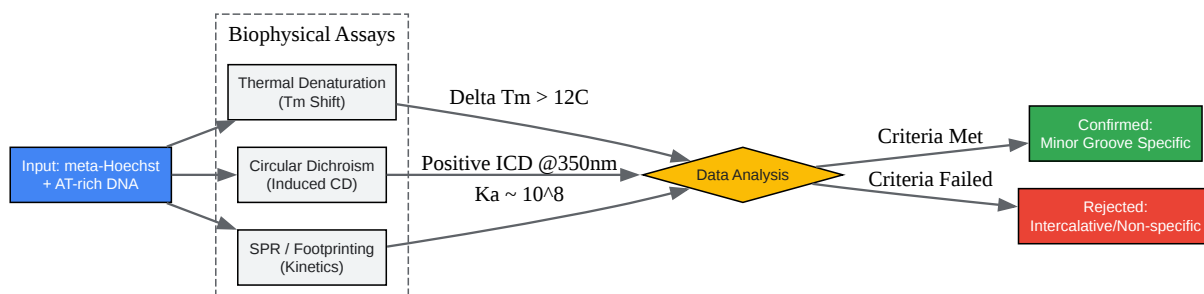 Biophysical Assays
Thermal Denaturation
(Tm Shift)
Delta Tm > 12C
Input: meta-Hoechst
+ AT-rich DNA
Circular Dichroism
(Induced CD)
Positive ICD @350nm
SPR / Footprinting
(Kinetics)
Ka ~ 10^8
Data Analysis
Criteria Met
Confirmed:
Minor Groove Specific
Criteria Failed
Rejected:
Intercalative/Non-specific